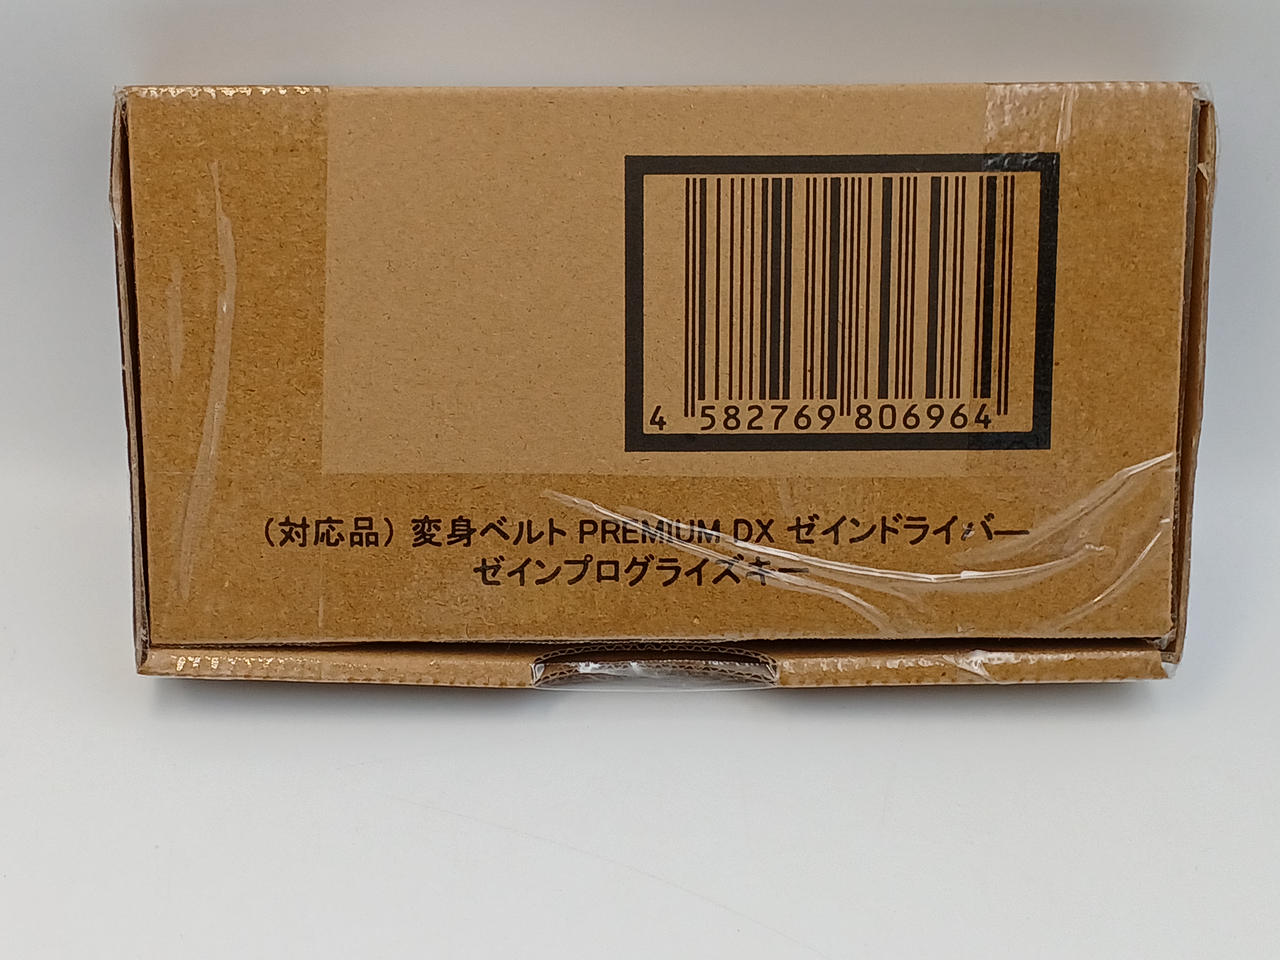 4 582769 806964
（対応品）変身ベルト PREMIUM DX ゼインドライバー
ゼインプログライズキー